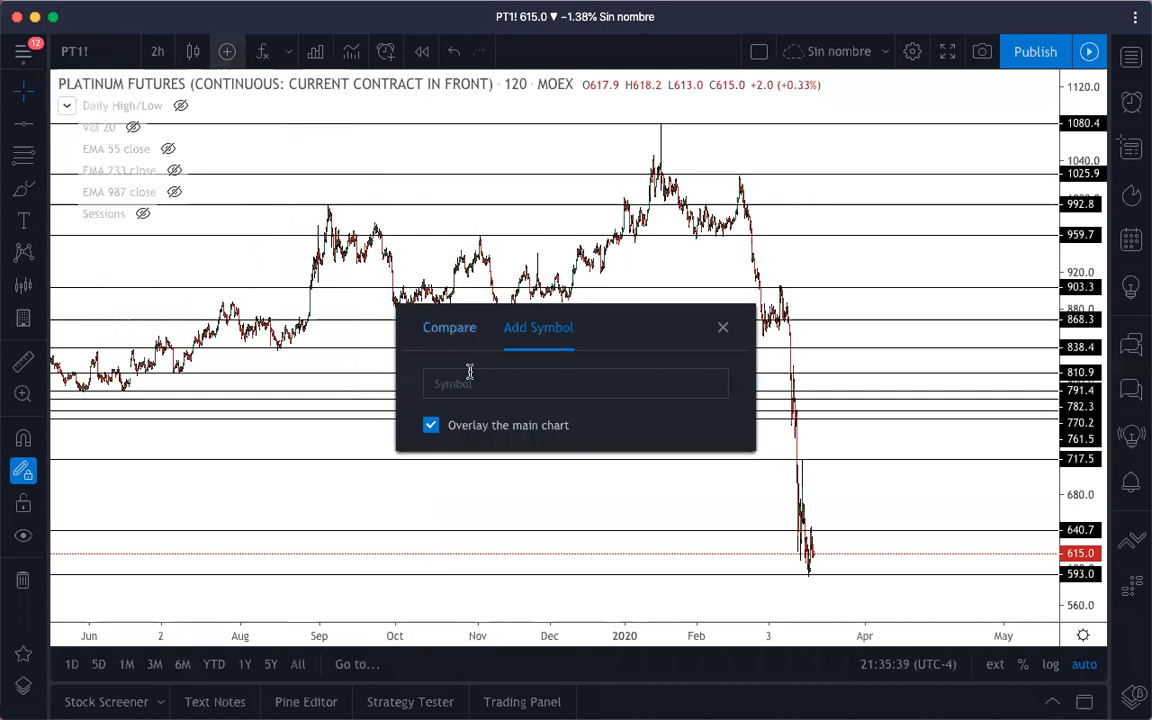 PT1! 615.0 ▼ −1.38% Sin nombre
12
PT1!
2h
Sin nombre
Publish
PLATINUM FUTURES (CONTINUOUS: CURRENT CONTRACT IN FRONT) · 120 · MOEX O617.9 H618.2 L613.0 C615.0 +2.0 (+0.33%)
Daily High/Low
Vol 20
EMA 55 close
EMA 233 close
EMA 987 close
Sessions
1120.0
1080.4
1040.0
1025.9
992.8
959.7
920.0
903.3
880.0
868.3
838.4
810.9
791.4
782.3
770.2
761.5
717.5
680.0
640.7
615.0
593.0
560.0
Compare
Add Symbol
Symbol
Overlay the main chart
Jun 2 Aug Sep Oct Nov Dec 2020 Feb 3 Apr May
1D 5D 1M 3M 6M YTD 1Y 5Y All Go to... 21:35:39 (UTC-4) ext % log auto
Stock Screener Text Notes Pine Editor Strategy Tester Trading Panel